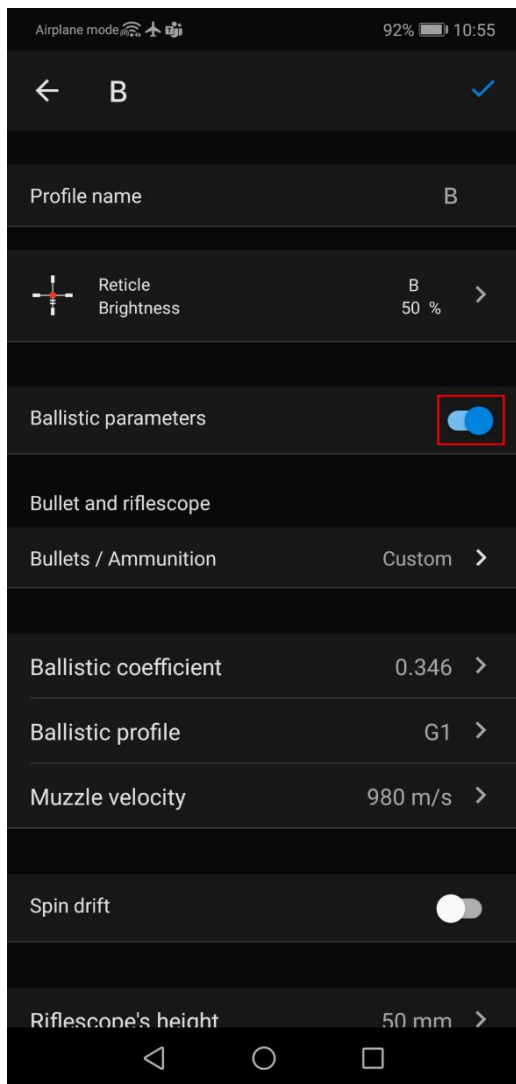 Airplane mode 92% 10:55
B
Profile name B
Reticle B
Brightness 50 %
Ballistic parameters
Bullet and riflescope
Bullets / Ammunition Custom
Ballistic coefficient 0.346
Ballistic profile G1
Muzzle velocity 980 m/s
Spin drift
Riflescope's height 50 mm